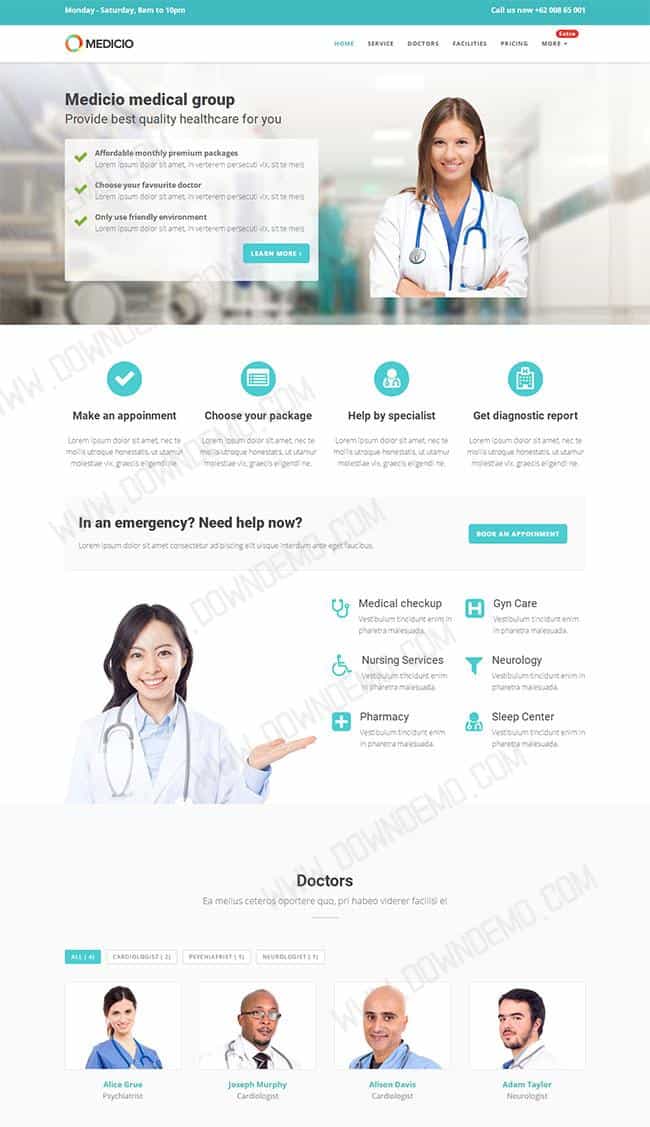 Monday - Saturday, 8am to 10pm
Call us now +62 008 65 001
MEDICIO
HOME
SERVICE
DOCTORS
FACILITIES
PRICING
MORE
Extra
Medicio medical group
Provide best quality healthcare for you
Affordable monthly premium packages
Lorem ipsum dolor sit amet, in verterem persecuti vix, sit te meis
Choose your favourite doctor
Lorem ipsum dolor sit amet, in verterem persecuti vix, sit te meis
Only use friendly environment
Lorem ipsum dolor sit amet, in verterem persecuti vix, sit te meis
LEARN MORE ›
Make an appoinment
Lorem ipsum dolor sit amet, nec te
mollis utroque honestatis, ut utamur
molestiae vix, graecis eligendi ne.
Choose your package
Lorem ipsum dolor sit amet, nec te
mollis utroque honestatis, ut utamur
molestiae vix, graecis eligendi ne.
Help by specialist
Lorem ipsum dolor sit amet, nec te
mollis utroque honestatis, ut utamur
molestiae vix, graecis eligendi ne.
Get diagnostic report
Lorem ipsum dolor sit amet, nec te
mollis utroque honestatis, ut utamur
molestiae vix, graecis eligendi ne.
In an emergency? Need help now?
Lorem ipsum dolor sit amet consectetur adipiscing elit uisque interdum ante eget faucibus.
BOOK AN APPOINMENT
Medical checkup
Vestibulum tincidunt enim in
pharetra malesuada.
Gyn Care
Vestibulum tincidunt enim in
pharetra malesuada.
Nursing Services
Vestibulum tincidunt enim in
pharetra malesuada.
Neurology
Vestibulum tincidunt enim in
pharetra malesuada.
Pharmacy
Vestibulum tincidunt enim
in pharetra malesuada.
Sleep Center
Vestibulum tincidunt enim in
pharetra malesuada.
Doctors
Ea melius ceteros oportere quo, pri habeo viderer facilisi ei
ALL ( 4)
CARDIOLOGIST ( 2)
PSYCHIATRIST ( 1)
NEUROLOGIST ( 1)
Alice Grue
Psychiatrist
Joseph Murphy
Cardiologist
Alison Davis
Cardiologist
Adam Taylor
Neurologist
WWW.DOWNDEMO.COM
WWW.DOWNDEMO.COM
WWW.DOWNDEMO.COM
WWW.DOWNDEMO.COM
WWW.DOWNDEMO.COM